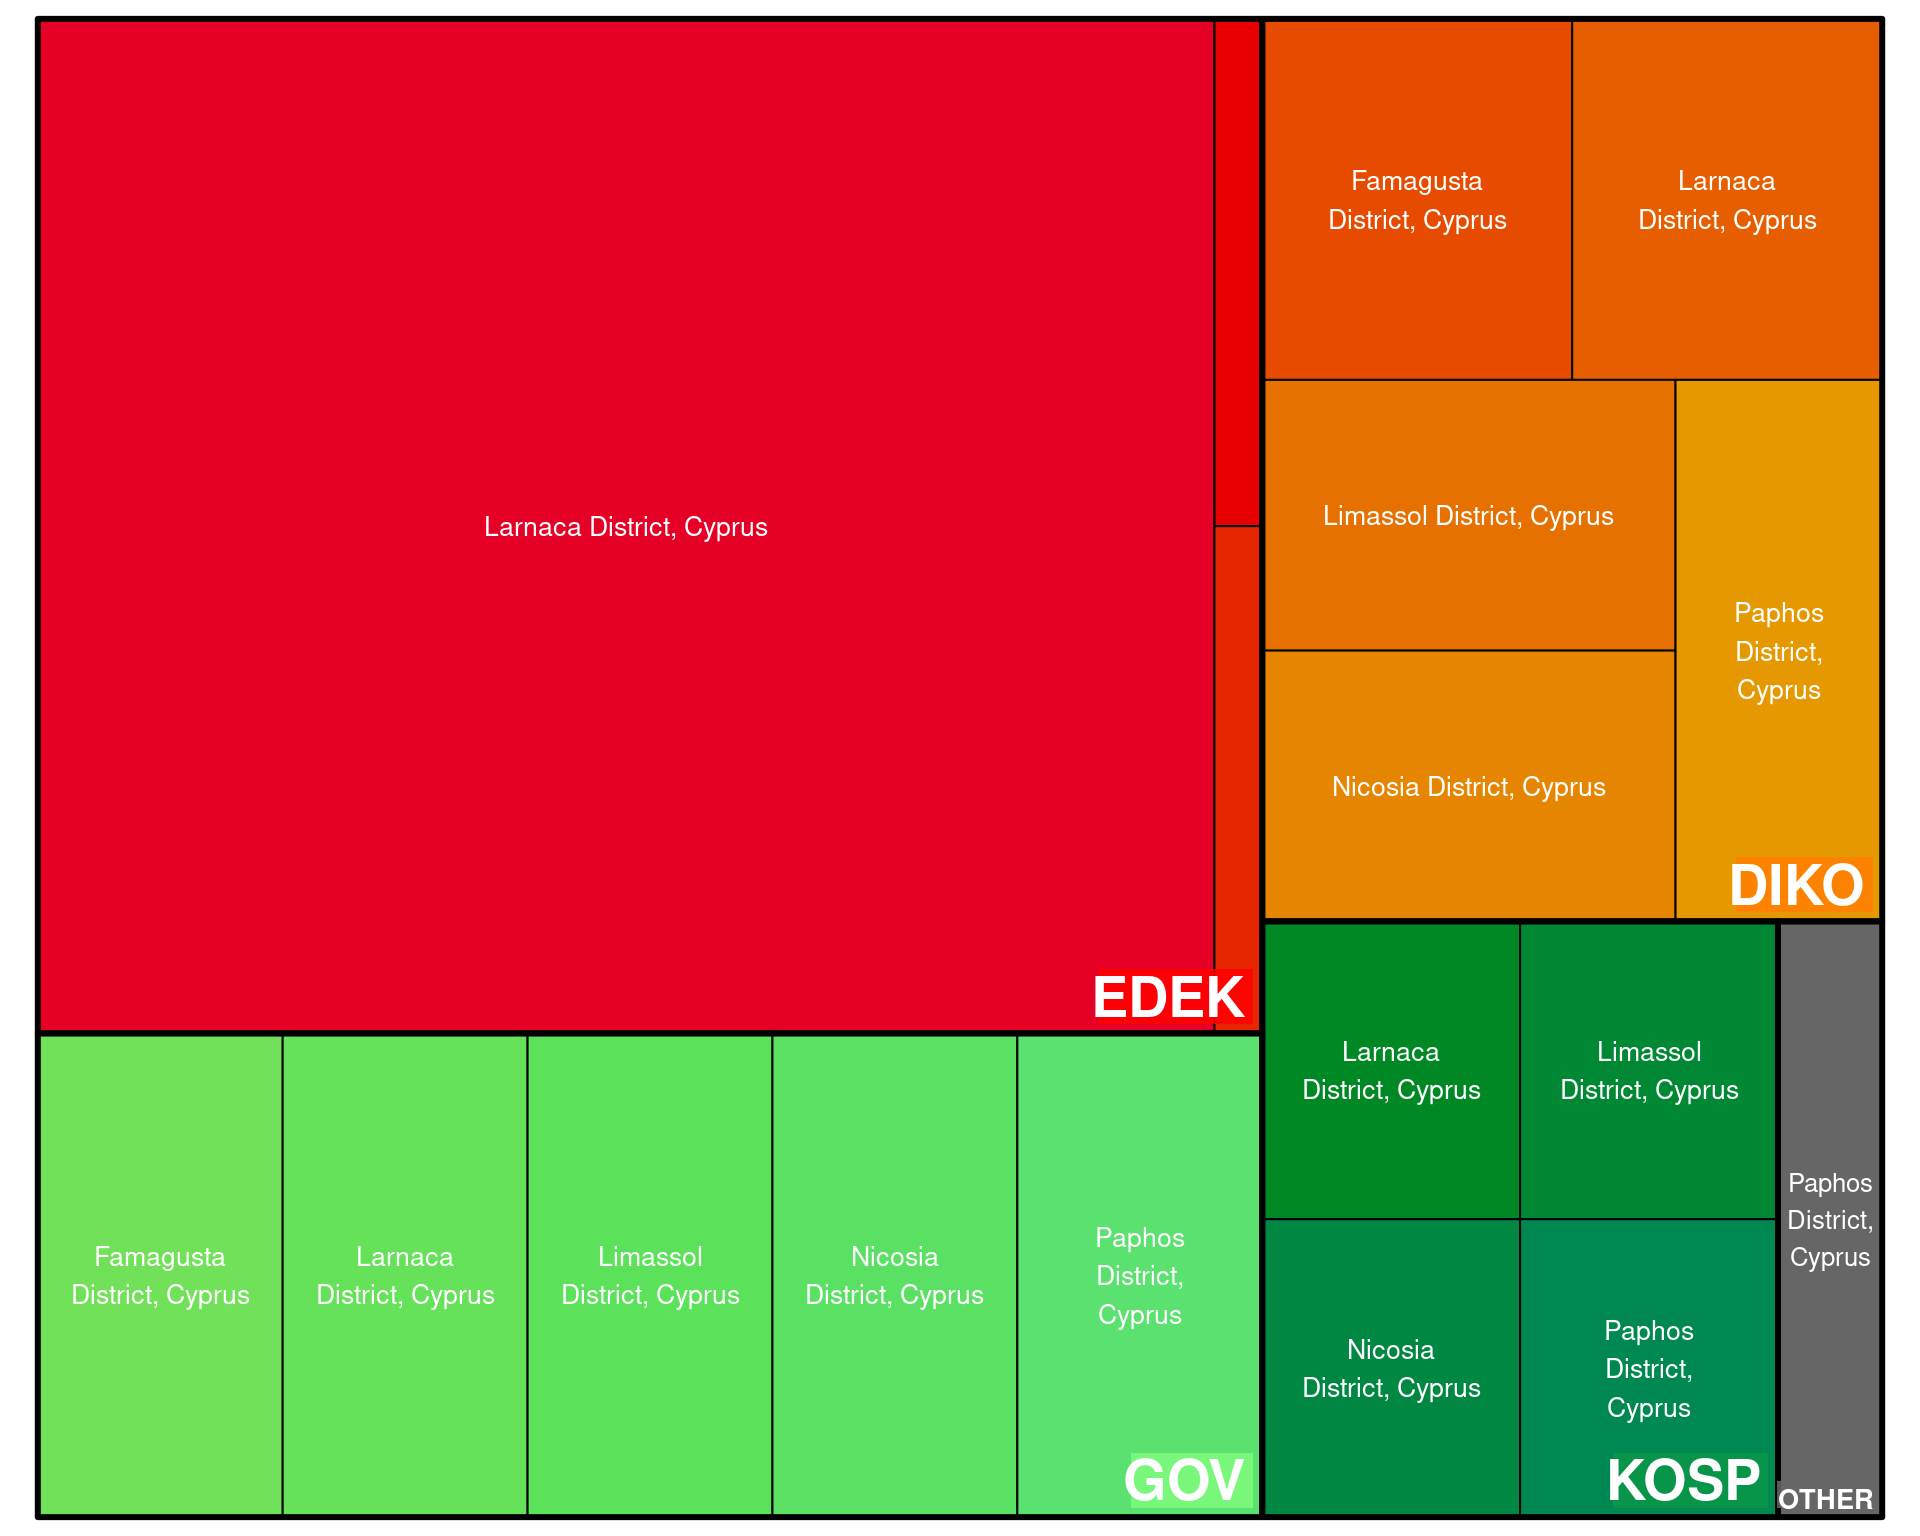 Larnaca District, Cyprus
EDEK
Famagusta
District, Cyprus
Larnaca
District, Cyprus
Limassol District, Cyprus
Nicosia District, Cyprus
Paphos
District,
Cyprus
DIKO
Famagusta
District, Cyprus
Larnaca
District, Cyprus
Limassol
District, Cyprus
Nicosia
District, Cyprus
Paphos
District,
Cyprus
GOV
Larnaca
District, Cyprus
Limassol
District, Cyprus
Nicosia
District, Cyprus
Paphos
District,
Cyprus
KOSP
Paphos
District,
Cyprus
OTHER